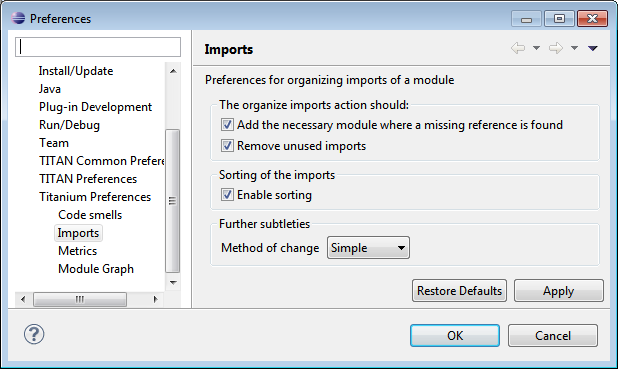 Preferences
Imports
Install/Update
Java
Plug-in Development
Run/Debug
Team
TITAN Common Prefere
TITAN Preferences
Titanium Preferences
Code smells
Imports
Metrics
Module Graph
Preferences for organizing imports of a module
The organize imports action should:
Add the necessary module where a missing reference is found
Remove unused imports
Sorting of the imports
Enable sorting
Further subtleties
Method of change Simple
Restore Defaults Apply
OK Cancel